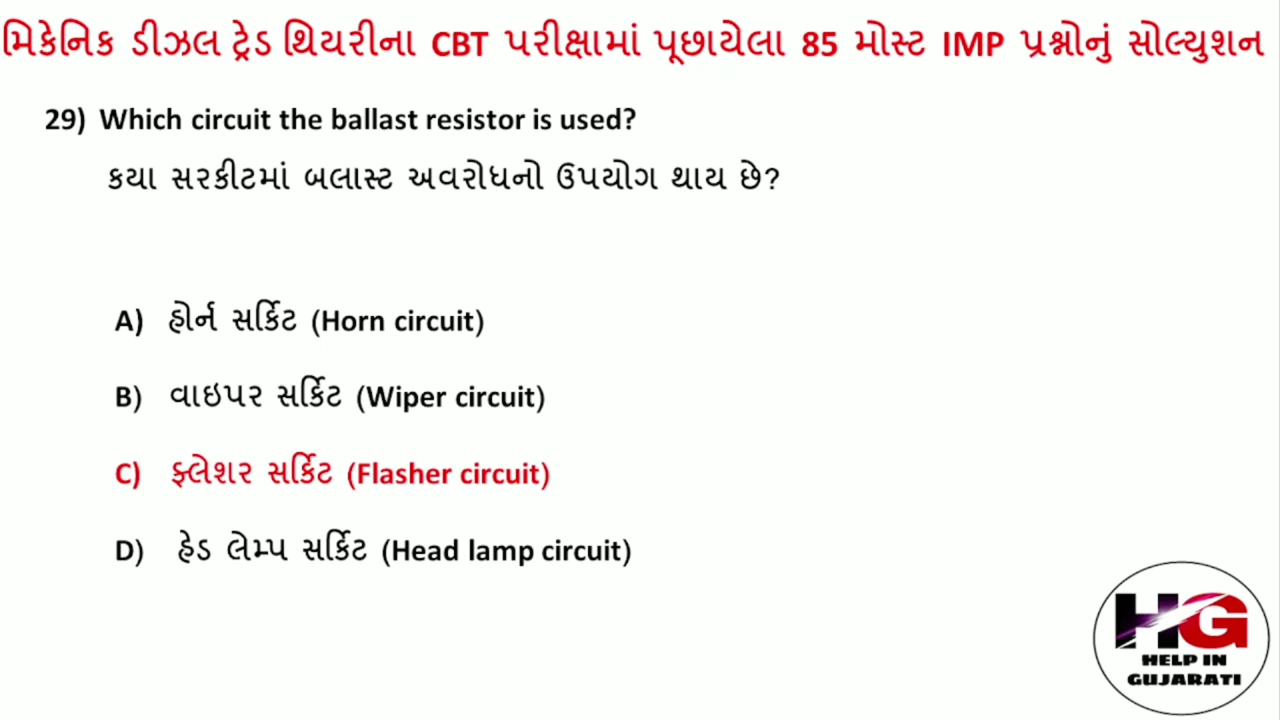 મિકેનિક ડીઝલ ટ્રેડ થિયરીના CBT પરીક્ષામાં પૂછાયેલા 85 મોસ્ટ IMP પ્રશ્નોનું સોલ્યુશન
29) Which circuit the ballast resistor is used?
કયા સરકીટમાં બલાસ્ટ અવરોધનો ઉપયોગ થાય છે?
A) હોર્ન સર્કિટ (Horn circuit)
B) વાઇપર સર્કિટ (Wiper circuit)
C) ફ્લેશર સર્કિટ (Flasher circuit)
D) હેડ લેમ્પ સર્કિટ (Head lamp circuit)
HG
HELP IN
GUJARATI